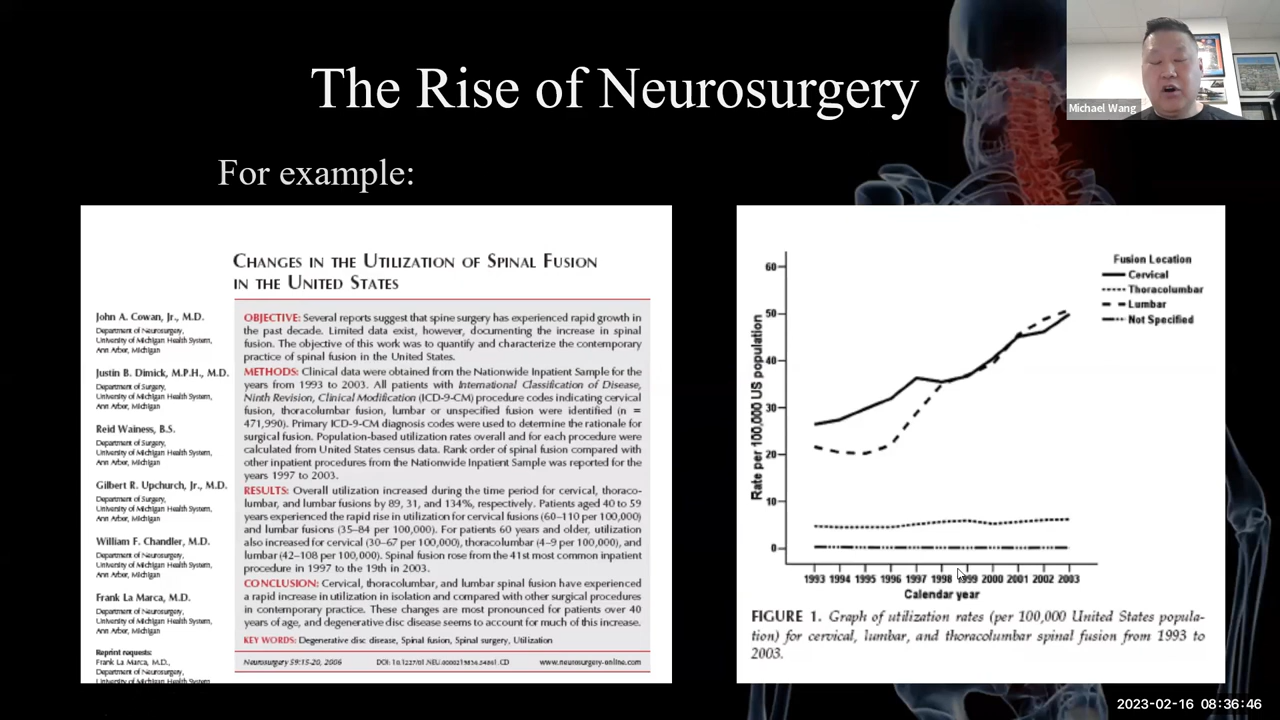 The Rise of Neurosurgery
Michael Wang
For example:
CHANGES IN THE UTILIZATION OF SPINAL FUSION
IN THE UNITED STATES
John A. Cowan, Jr., M.D.
Department of Neurosurgery,
University of Michigan Health System,
Ann Arbor, Michigan
Justin B. Dimick, M.P.H., M.D.
Department of Surgery,
University of Michigan Health System,
Ann Arbor, Michigan
Reid Wainess, B.S.
Department of Surgery,
University of Michigan Health System,
Ann Arbor, Michigan
Gilbert R. Upchurch, Jr., M.D.
Department of Surgery,
University of Michigan Health System,
Ann Arbor, Michigan
William F. Chandler, M.D.
Department of Neurosurgery,
University of Michigan Health System,
Ann Arbor, Michigan
Frank La Marca, M.D.
Department of Neurosurgery,
University of Michigan Health System,
Ann Arbor, Michigan
Reprint requests:
Frank La Marca, M.D.,
Department of Neurosurgery,
University of Michigan Health System,
OBJECTIVE: Several reports suggest that spine surgery has experienced rapid growth in
the past decade. Limited data exist, however, documenting the increase in spinal
fusion. The objective of this work was to quantify and characterize the contemporary
practice of spinal fusion in the United States.
METHODS: Clinical data were obtained from the Nationwide Inpatient Sample for the
years from 1993 to 2003. All patients with International Classification of Disease,
Ninth Revision, Clinical Modification (ICD-9-CM) procedure codes indicating cervical
fusion, thoracolumbar fusion, lumbar or unspecified fusion were identified (n =
471,990). Primary ICD-9-CM diagnosis codes were used to determine the rationale for
surgical fusion. Population-based utilization rates overall and for each procedure were
calculated from United States census data. Rank order of spinal fusion compared with
other inpatient procedures from the Nationwide Inpatient Sample was reported for the
years 1997 to 2003.
RESULTS: Overall utilization increased during the time period for cervical, thoraco-
lumbar, and lumbar fusions by 89, 31, and 134%, respectively. Patients aged 40 to 59
years experienced the rapid rise in utilization for cervical fusions (60–110 per 100,000)
and lumbar fusions (35–84 per 100,000). For patients 60 years and older, utilization
also increased for cervical (30–67 per 100,000), thoracolumbar (4–9 per 100,000), and
lumbar (42–108 per 100,000). Spinal fusion rose from the 41st most common inpatient
procedure in 1997 to the 19th in 2003.
CONCLUSION: Cervical, thoracolumbar, and lumbar spinal fusion have experienced
a rapid increase in utilization in isolation and compared with other surgical procedures
in contemporary practice. These changes are most pronounced for patients over 40
years of age, and degenerative disc disease seems to account for much of this increase.
KEY WORDS: Degenerative disc disease, Spinal fusion, Spinal surgery, Utilization
Neurosurgery 59:15-20, 2006 DOI: www.neurosurgery-online.com
Fusion Location
Cervical
Thoracolumbar
Lumbar
Not Specified
Rate per 100,000 US population
60
50
40
30
20
10
0
1993 1994 1995 1996 1997 1998 1999 2000 2001 2002 2003
Calendar year
FIGURE 1. Graph of utilization rates (per 100,000 United States popula-
tion) for cervical, lumbar, and thoracolumbar spinal fusion from 1993 to
2003.
2023-02-16 08:36:46